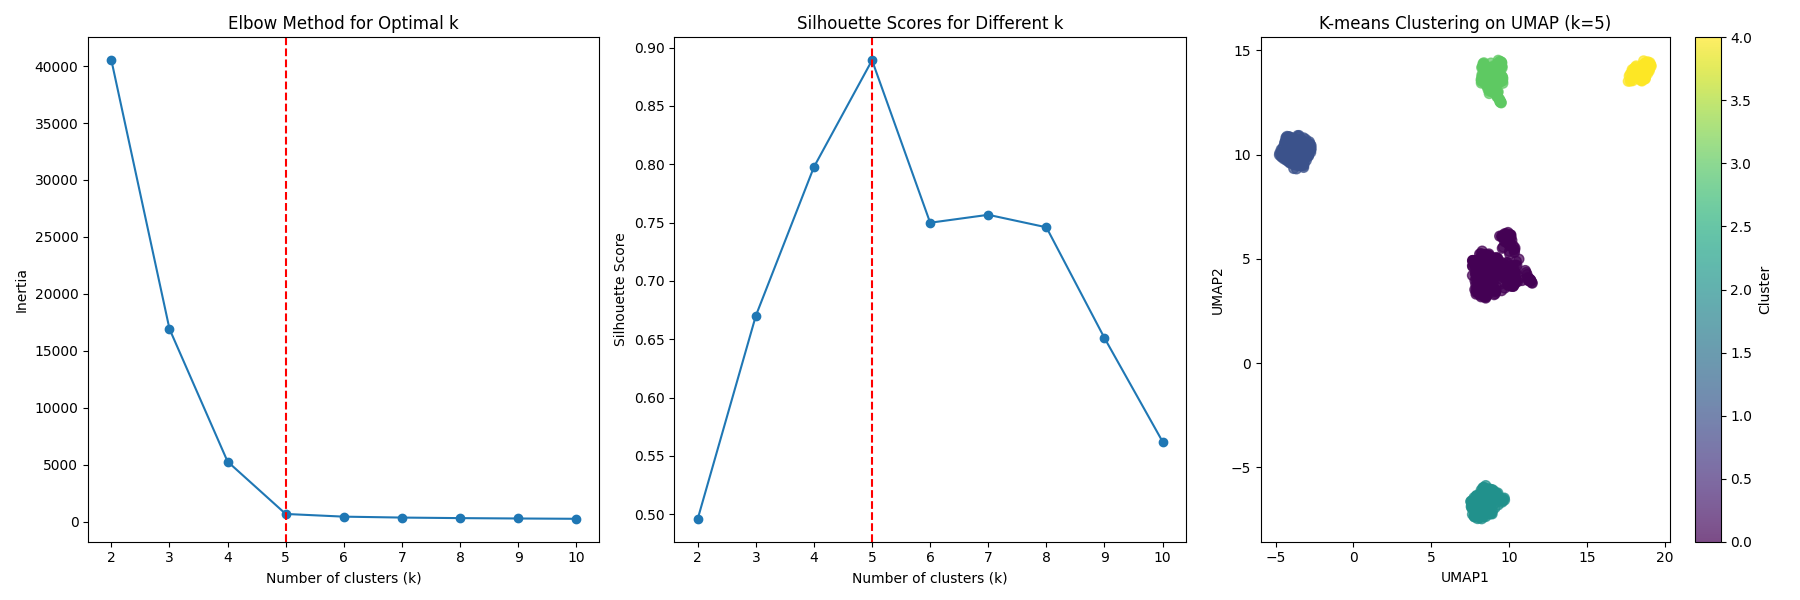 Elbow Method for Optimal k
40000
35000
30000
25000
20000
15000
10000
5000
0
Inertia
2 3 4 5 6 7 8 9 10
Number of clusters (k)
Silhouette Scores for Different k
0.90
0.85
0.80
0.75
0.70
0.65
0.60
0.55
0.50
Silhouette Score
2 3 4 5 6 7 8 9 10
Number of clusters (k)
K-means Clustering on UMAP (k=5)
15
10
5
0
−5
UMAP2
−5 0 5 10 15 20
UMAP1
4.0
3.5
3.0
2.5
2.0
1.5
1.0
0.5
0.0
Cluster